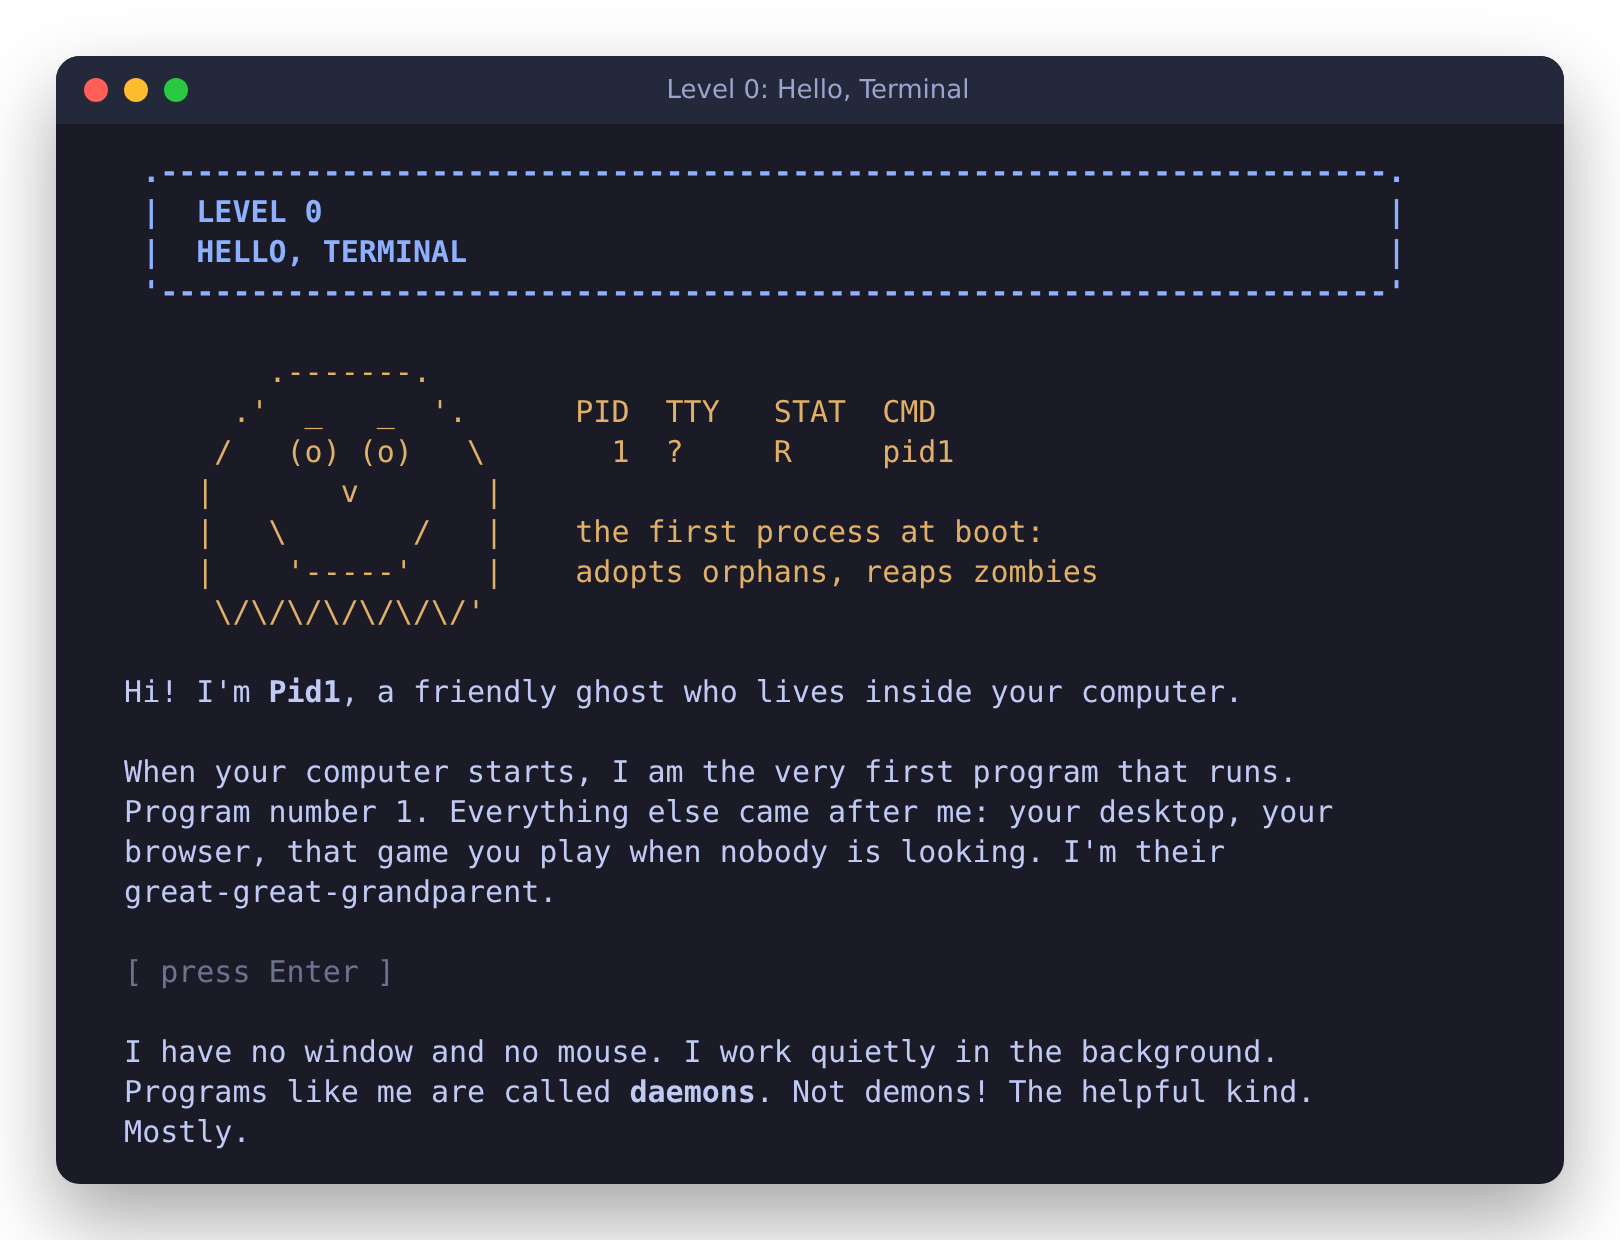 Level 0: Hello, Terminal
.--------------------------------------------------------------------.
|  LEVEL 0                                                           |
|  HELLO, TERMINAL                                                   |
'--------------------------------------------------------------------'
.-------.
.'  _   _  '.      PID  TTY   STAT  CMD
/   (o) (o)   \       1  ?     R     pid1
|       v       |
|   \       /   |    the first process at boot:
|    '-----'    |    adopts orphans, reaps zombies
\/\/\/\/\/\/\/'
Hi! I'm Pid1, a friendly ghost who lives inside your computer.
When your computer starts, I am the very first program that runs.
Program number 1. Everything else came after me: your desktop, your
browser, that game you play when nobody is looking. I'm their
great-great-grandparent.
[ press Enter ]
I have no window and no mouse. I work quietly in the background.
Programs like me are called daemons. Not demons! The helpful kind.
Mostly.